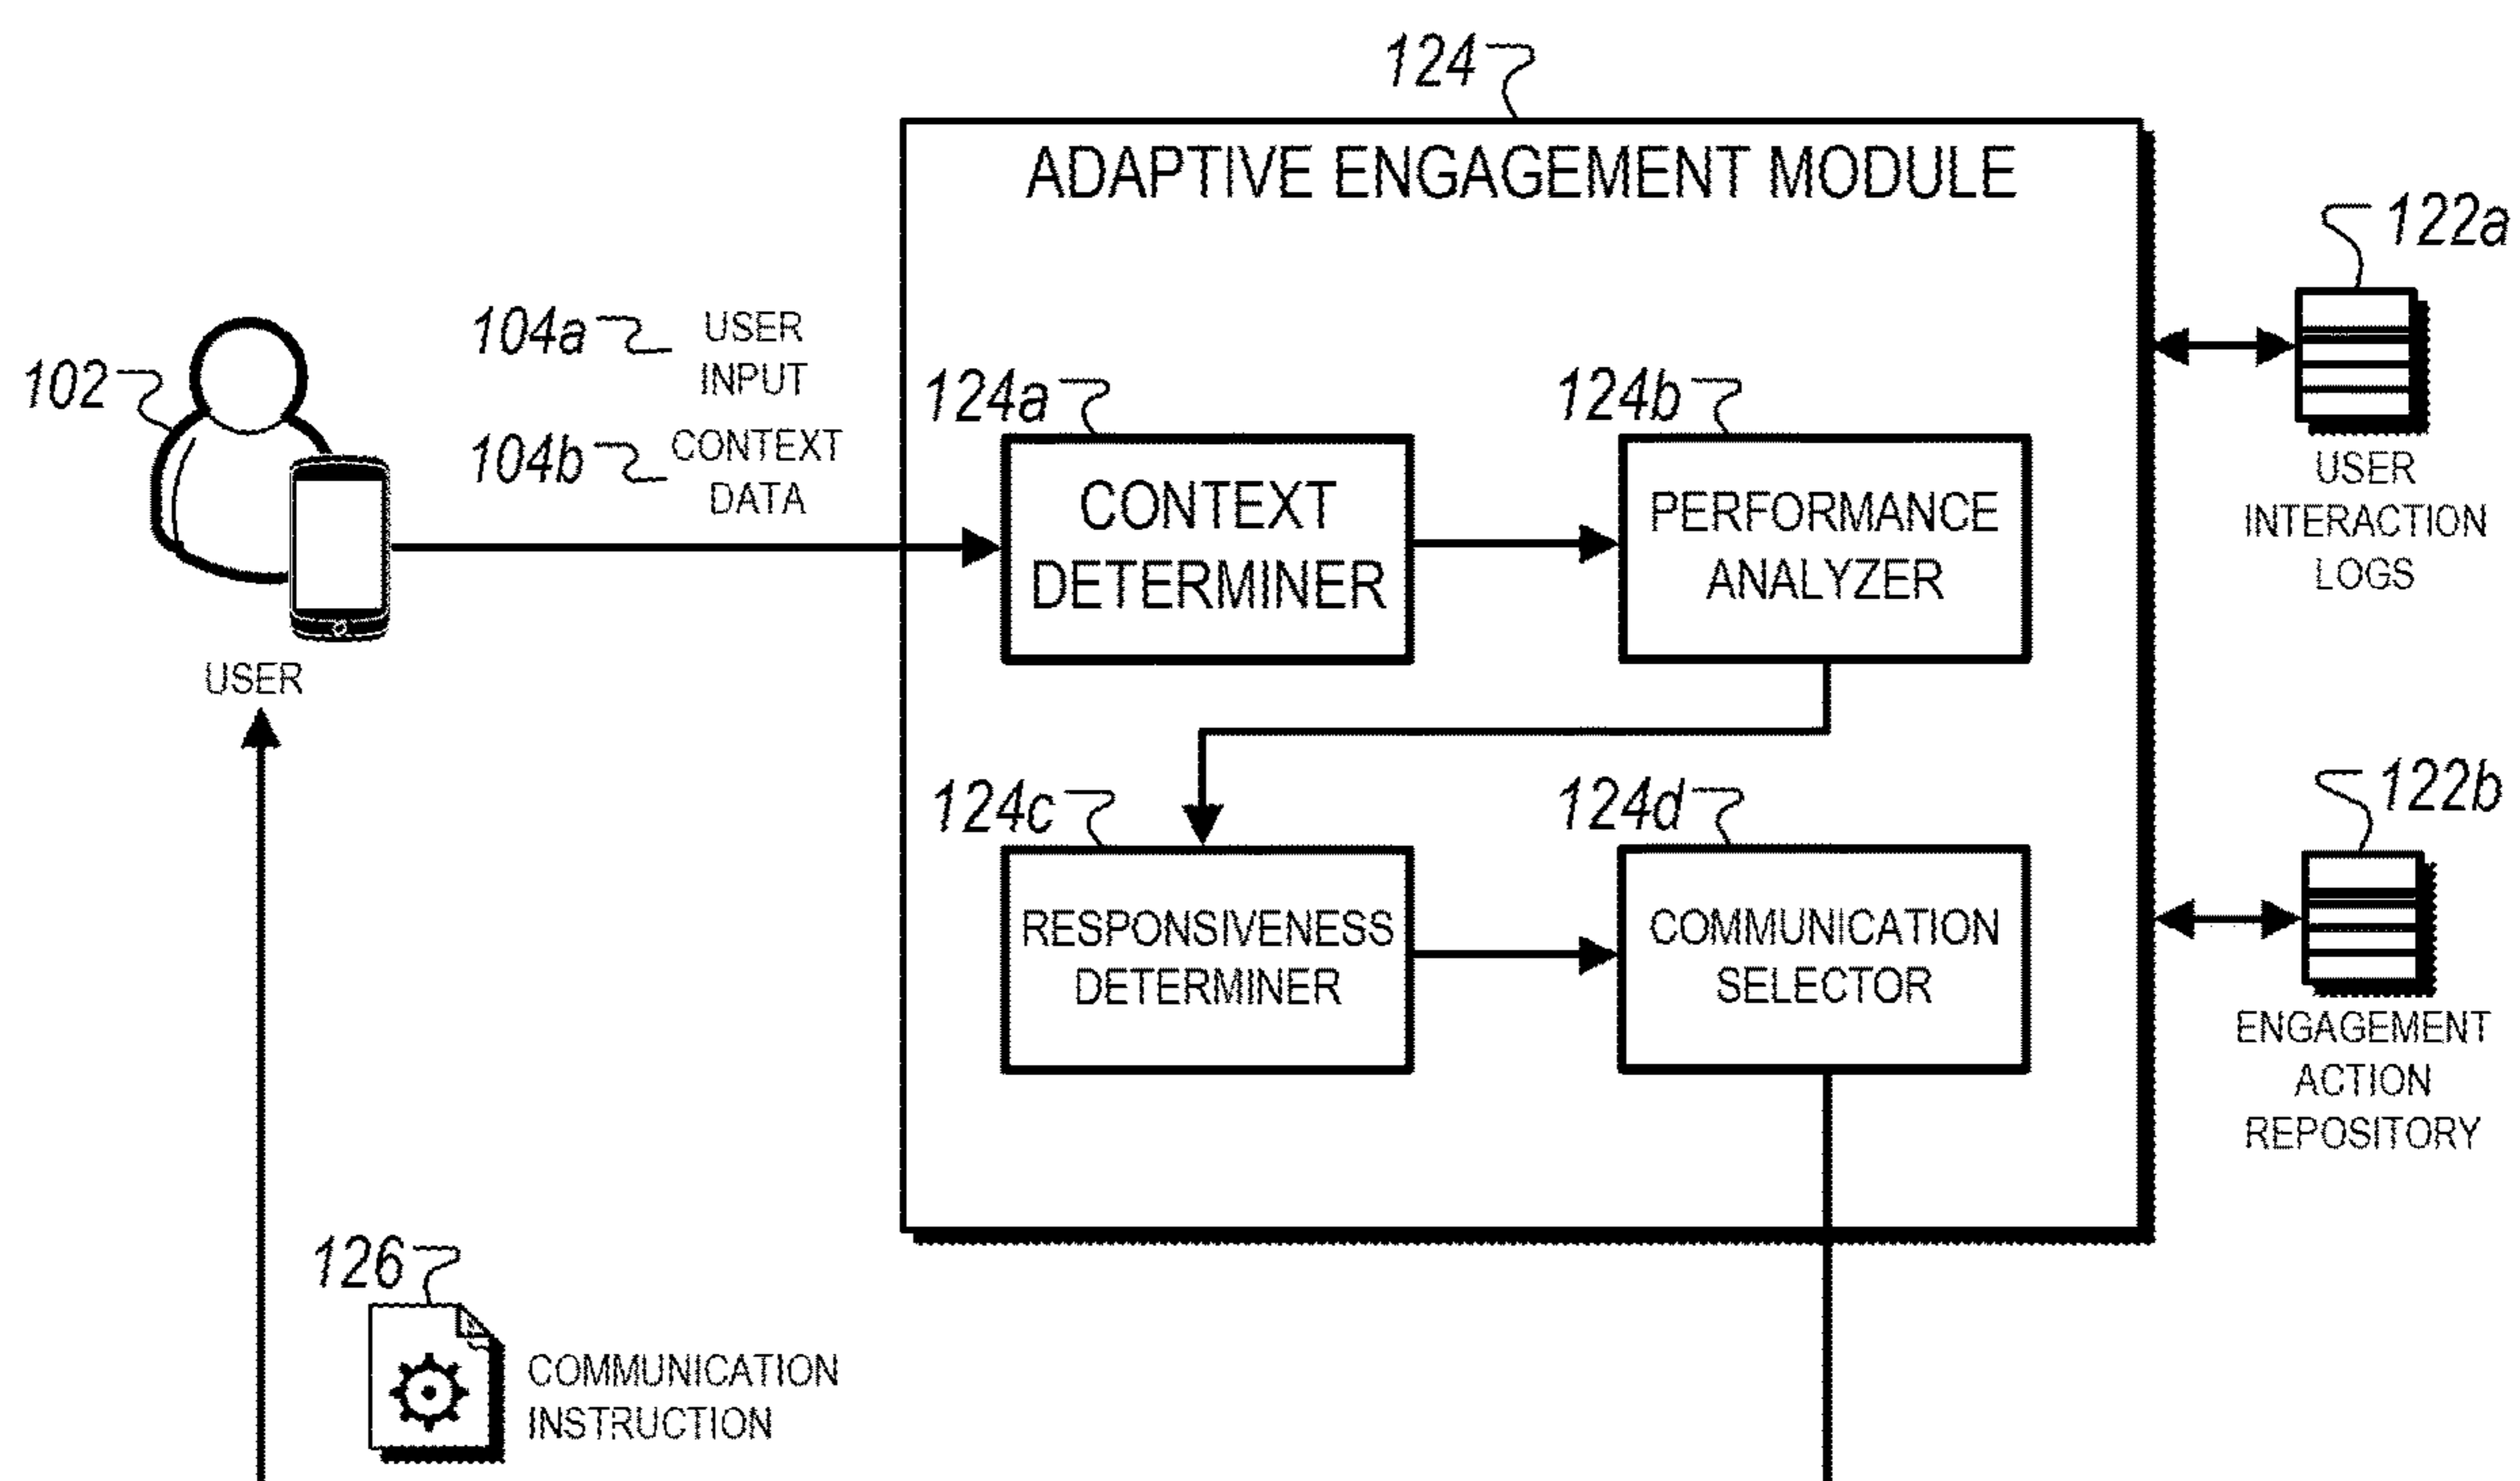 124
ADAPTIVE ENGAGEMENT MODULE
122a
USER
INTERACTION
LOGS
102
USER
104a
USER
INPUT
104b
CONTEXT
DATA
124a
CONTEXT
DETERMINER
124b
PERFORMANCE
ANALYZER
124c
RESPONSIVENESS
DETERMINER
124d
COMMUNICATION
SELECTOR
122b
ENGAGEMENT
ACTION
REPOSITORY
126
COMMUNICATION
INSTRUCTION